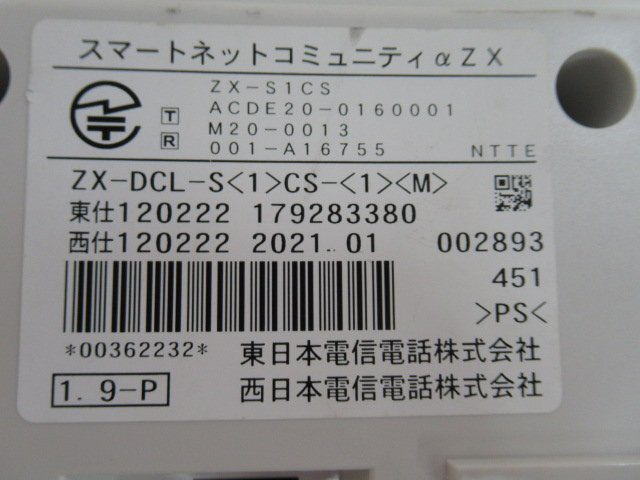 スマートネットコミュニティαZX
ZX-S1CS
T ACDE20-0160001
M20-0013
R 001-A16755 NTTE
ZX-DCL-S<1>CS-<1><M>
東仕120222 179283380
西仕120222 2021.01 002893
451
>PS<
*00362232* 東日本電信電話株式会社
1.9-P 西日本電信電話株式会社